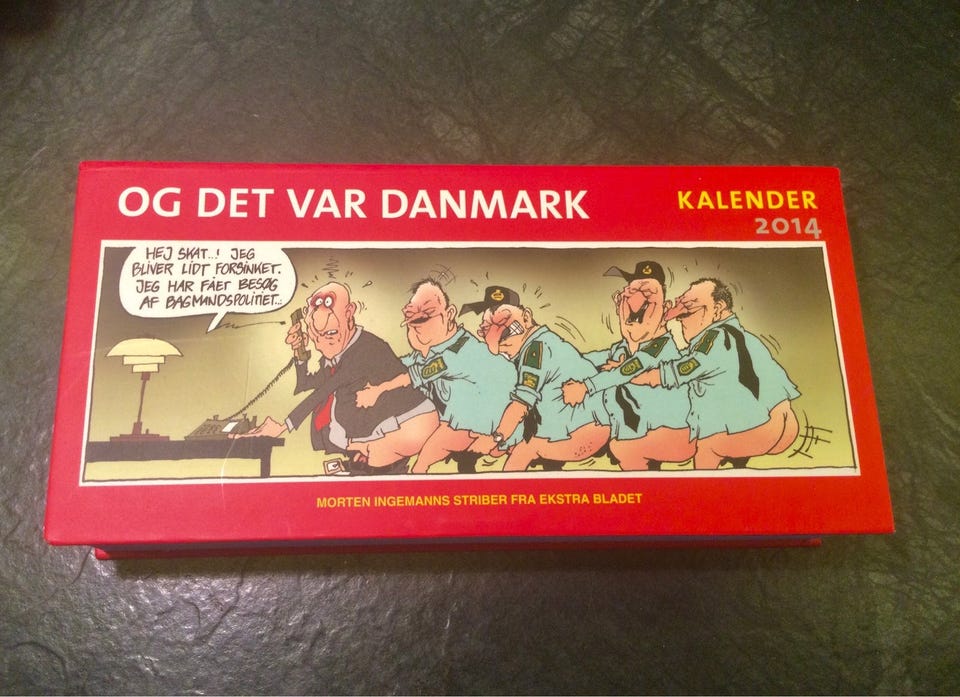 OG DET VAR DANMARK
KALENDER
2014
HEJ SKAT..! JEG
BLIVER LIDT FORSINKET.
JEG HAR FÅET BESØG
AF BAGMANDSPOLITIET...
MORTEN INGEMANNS STRIBER FRA EKSTRA BLADET